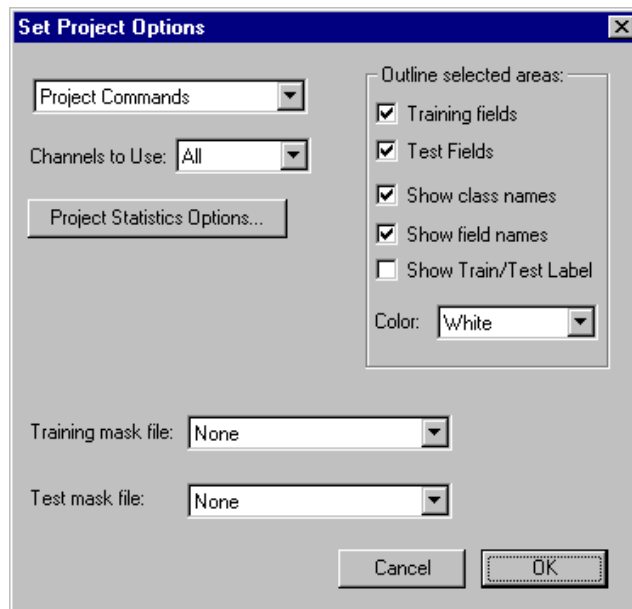 Set Project Options
Project Commands
Channels to Use: All
Project Statistics Options...
Outline selected areas:
Training fields
Test Fields
Show class names
Show field names
Show Train/Test Label
Color: White
Training mask file: None
Test mask file: None
Cancel
OK